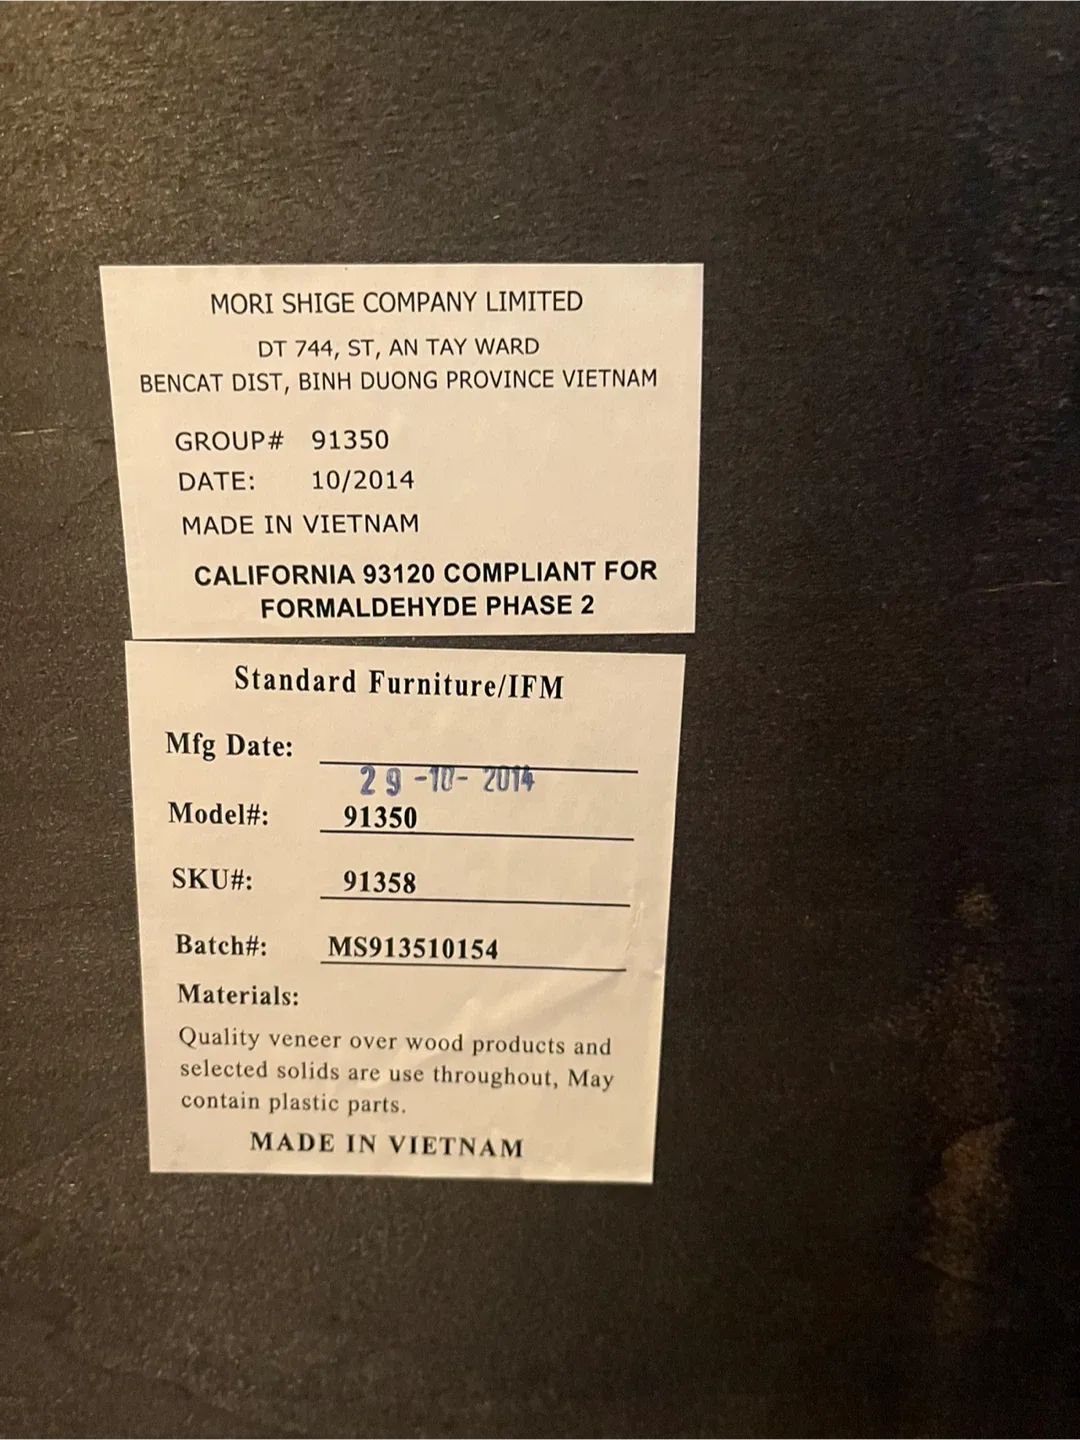 MORI SHIGE COMPANY LIMITED
DT 744, ST, AN TAY WARD
BENCAT DIST, BINH DUONG PROVINCE VIETNAM
GROUP# 91350
DATE: 10/2014
MADE IN VIETNAM
CALIFORNIA 93120 COMPLIANT FOR
FORMALDEHYDE PHASE 2
Standard Furniture/IFM
Mfg Date:
29-10-2014
Model#: 91350
SKU#: 91358
Batch#: MS913510154
Materials:
Quality veneer over wood products and
selected solids are use throughout, May
contain plastic parts.
MADE IN VIETNAM